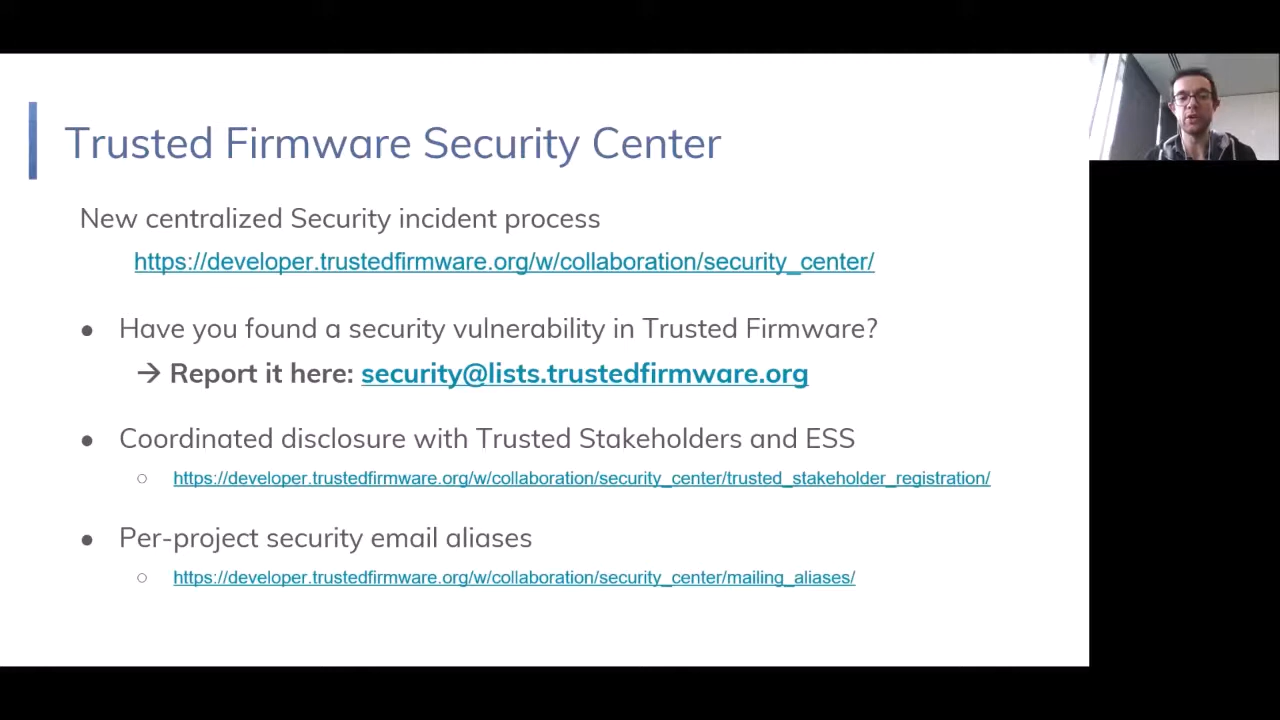 Trusted Firmware Security Center
New centralized Security incident process
https://developer.trustedfirmware.org/w/collaboration/security_center/
● Have you found a security vulnerability in Trusted Firmware?
→ Report it here: security@lists.trustedfirmware.org
● Coordinated disclosure with Trusted Stakeholders and ESS
○ https://developer.trustedfirmware.org/w/collaboration/security_center/trusted_stakeholder_registration/
● Per-project security email aliases
○ https://developer.trustedfirmware.org/w/collaboration/security_center/mailing_aliases/